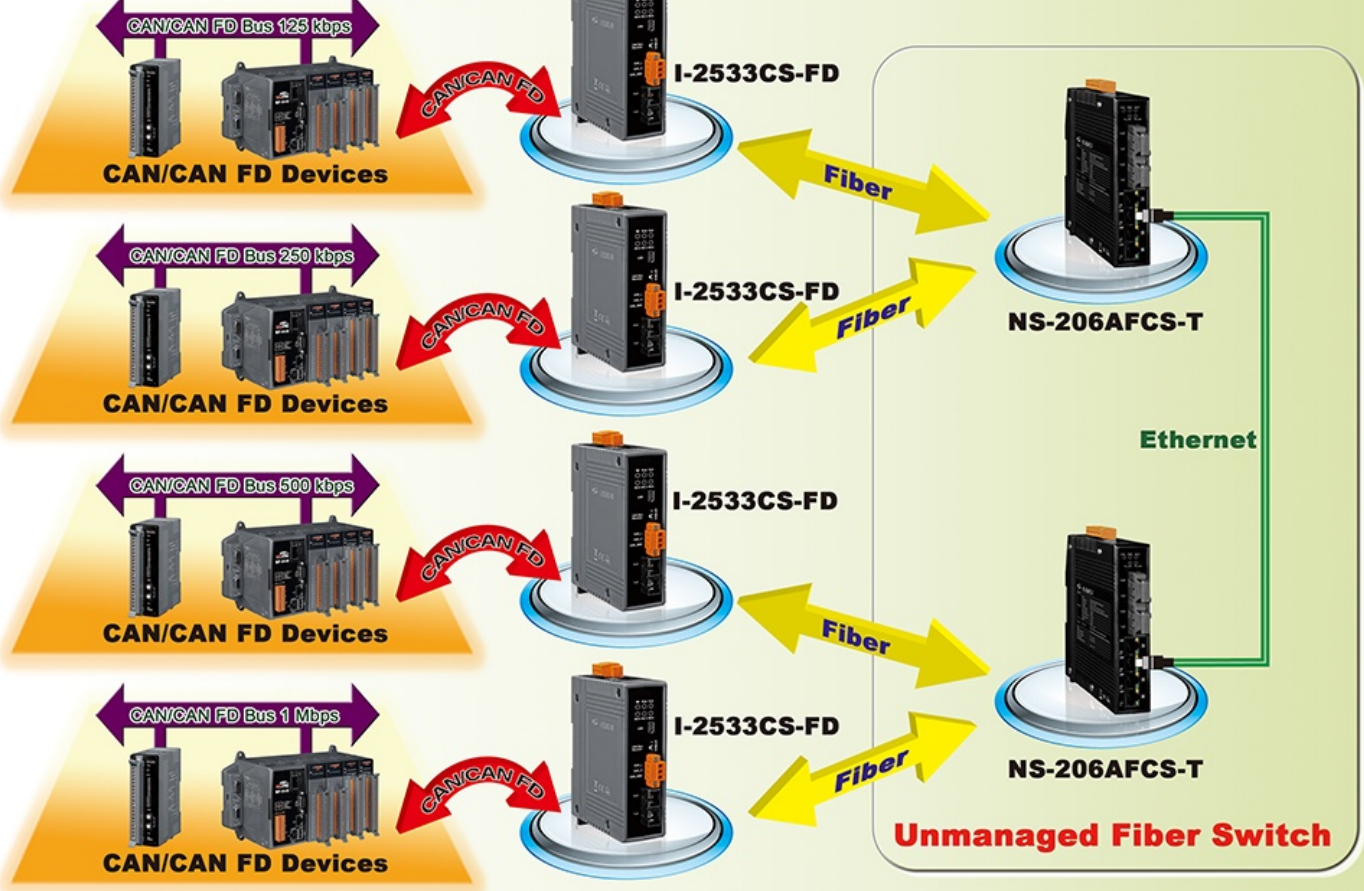 CAN/CAN FD Bus 125 kbps
CAN/CAN FD Devices
CAN/CAN FD
I-2533CS-FD
Fiber
CAN/CAN FD Bus 250 kbps
CAN/CAN FD Devices
CAN/CAN FD
I-2533CS-FD
Fiber
NS-206AFCS-T
Ethernet
CAN/CAN FD Bus 500 kbps
CAN/CAN FD Devices
CAN/CAN FD
I-2533CS-FD
Fiber
CAN/CAN FD Bus 1 Mbps
CAN/CAN FD Devices
CAN/CAN FD
I-2533CS-FD
Fiber
NS-206AFCS-T
Unmanaged Fiber Switch